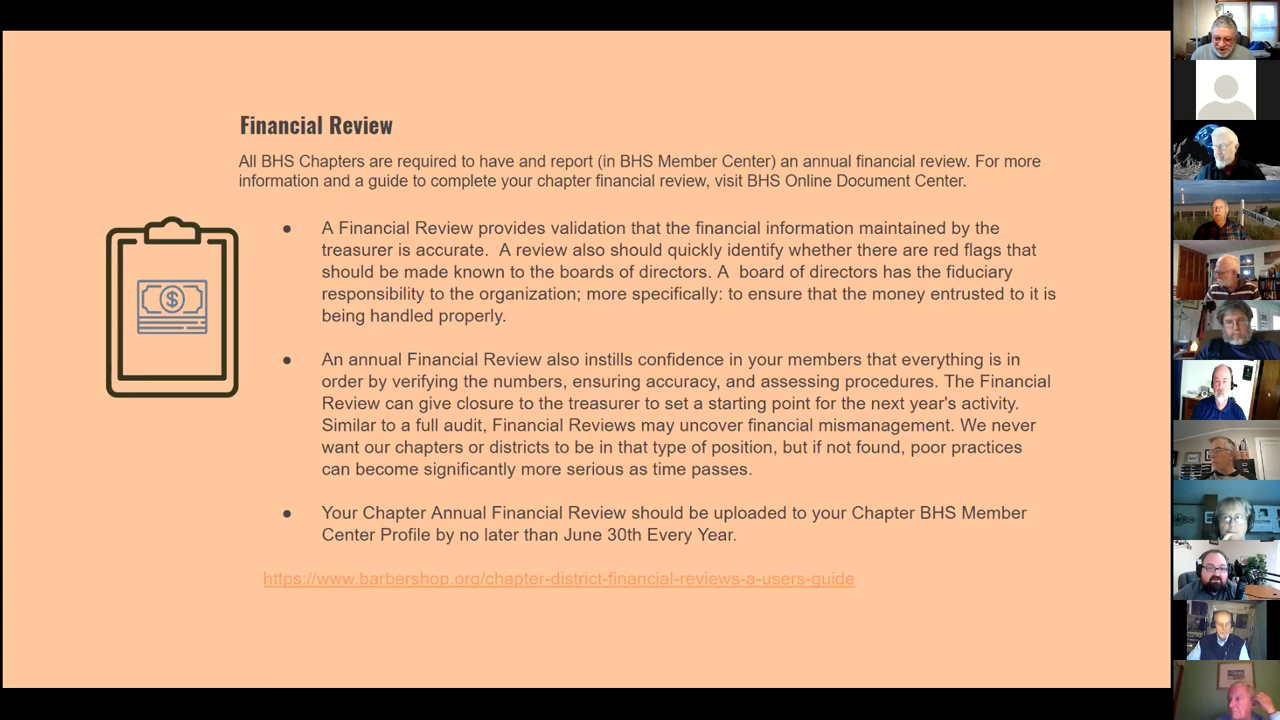 Financial Review
All BHS Chapters are required to have and report (in BHS Member Center) an annual financial review. For more
information and a guide to complete your chapter financial review, visit BHS Online Document Center.
● A Financial Review provides validation that the financial information maintained by the
treasurer is accurate.  A review also should quickly identify whether there are red flags that
should be made known to the boards of directors. A  board of directors has the fiduciary
responsibility to the organization; more specifically: to ensure that the money entrusted to it is
being handled properly.
● An annual Financial Review also instills confidence in your members that everything is in
order by verifying the numbers, ensuring accuracy, and assessing procedures. The Financial
Review can give closure to the treasurer to set a starting point for the next year's activity.
Similar to a full audit, Financial Reviews may uncover financial mismanagement. We never
want our chapters or districts to be in that type of position, but if not found, poor practices
can become significantly more serious as time passes.
● Your Chapter Annual Financial Review should be uploaded to your Chapter BHS Member
Center Profile by no later than June 30th Every Year.
https://www.barbershop.org/chapter-district-financial-reviews-a-users-guide